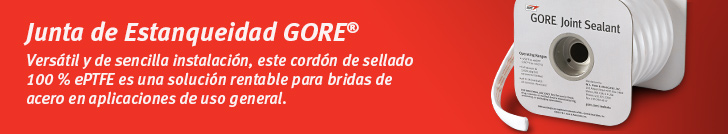 Junta de Estanqueidad GORE®
Versátil y de sencilla instalación, este cordón de sellado
100 % ePTFE es una solución rentable para bridas de
acero en aplicaciones de uso general.
GORE Joint Sealant